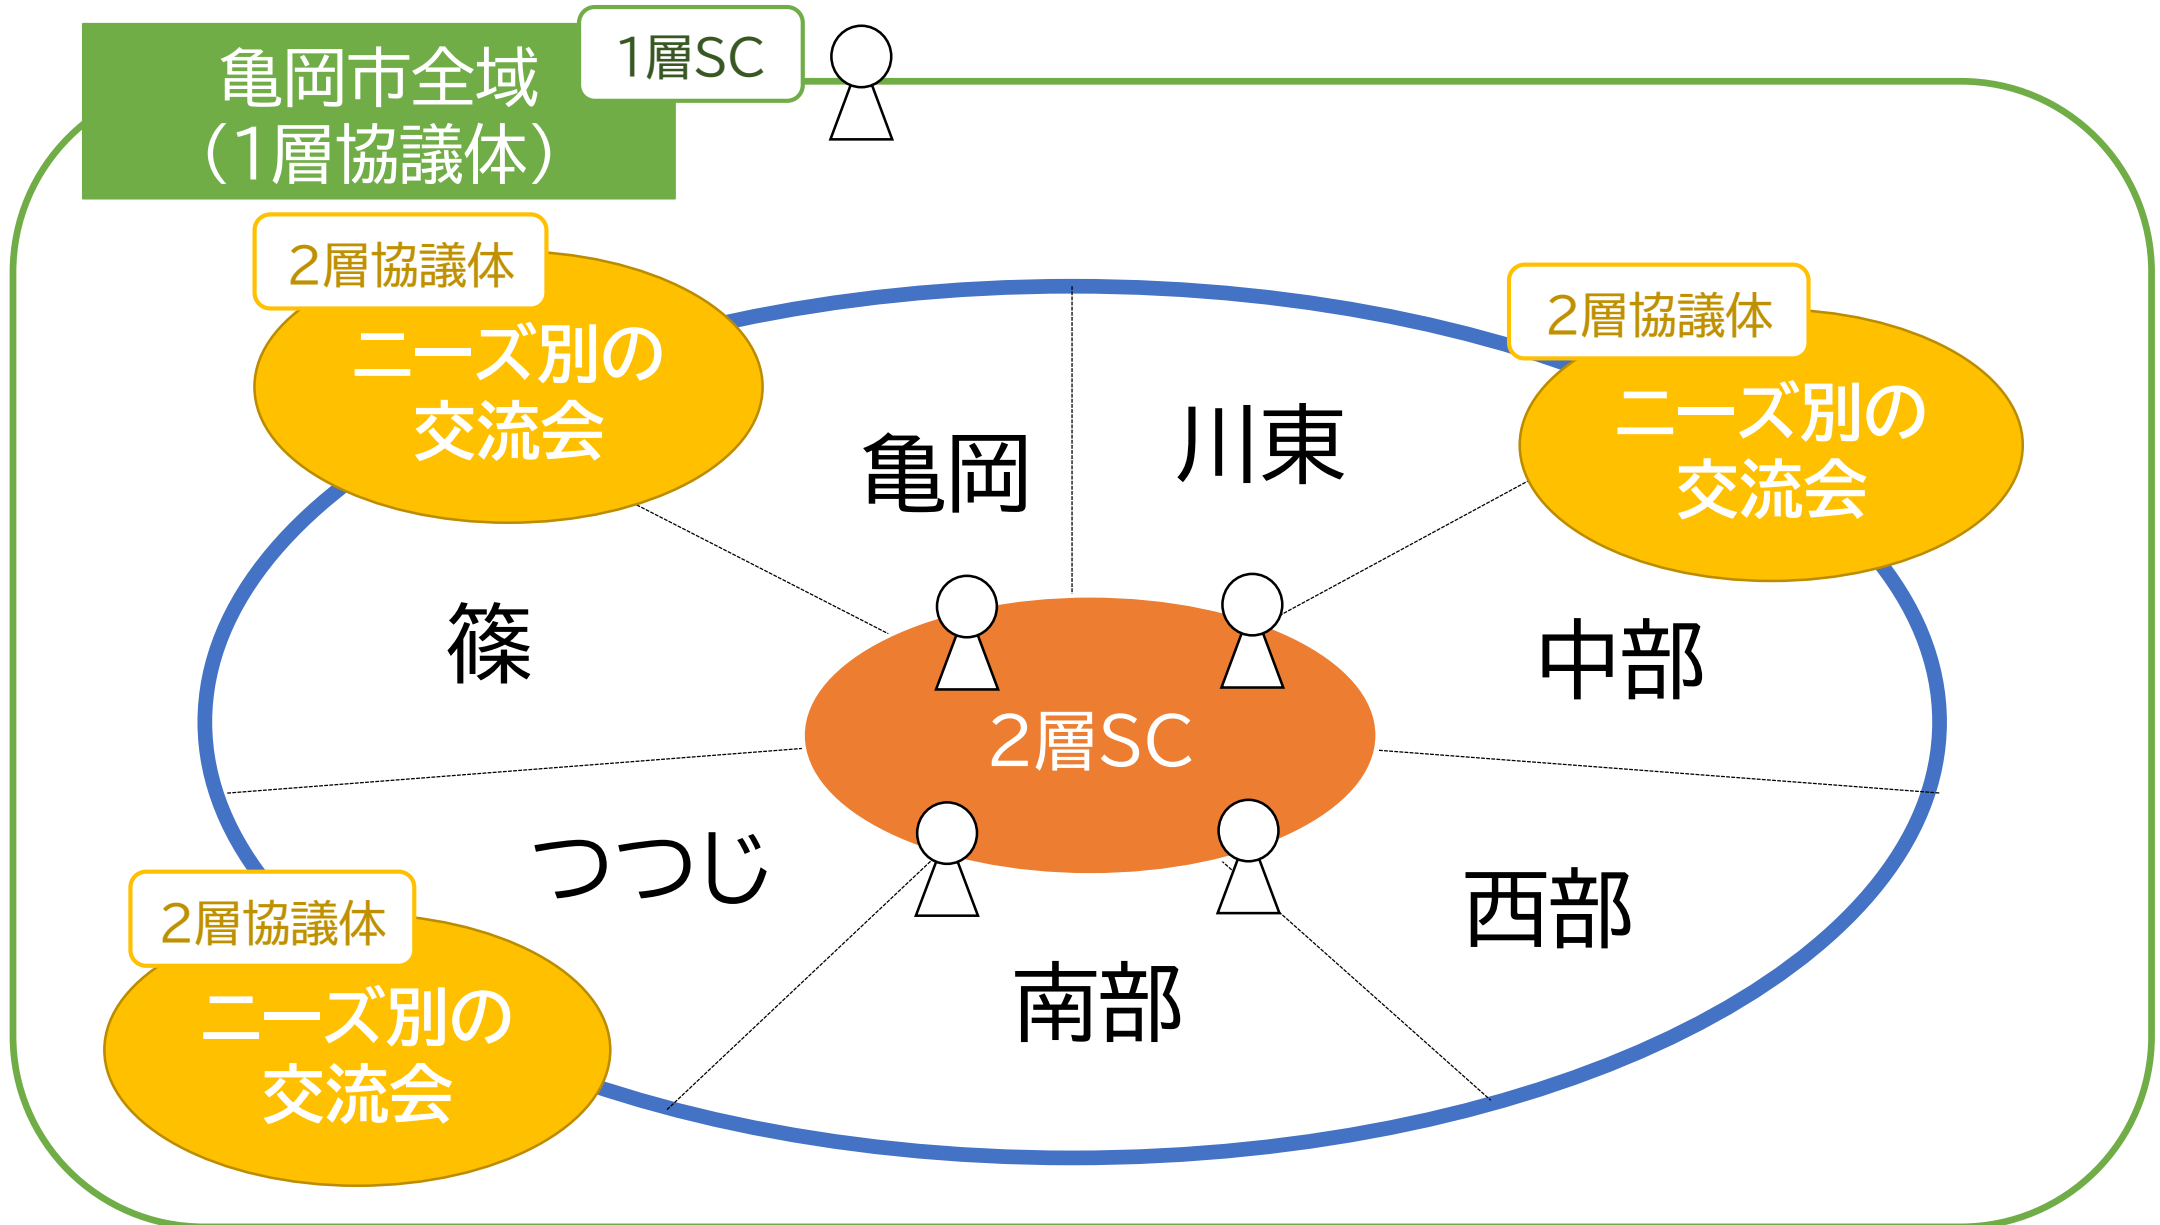 1層SC
亀岡市全域
（1層協議体）
2層協議体
ニーズ別の
交流会
2層協議体
ニーズ別の
交流会
亀岡
川東
篠
中部
2層SC
つつじ
西部
南部
2層協議体
ニーズ別の
交流会